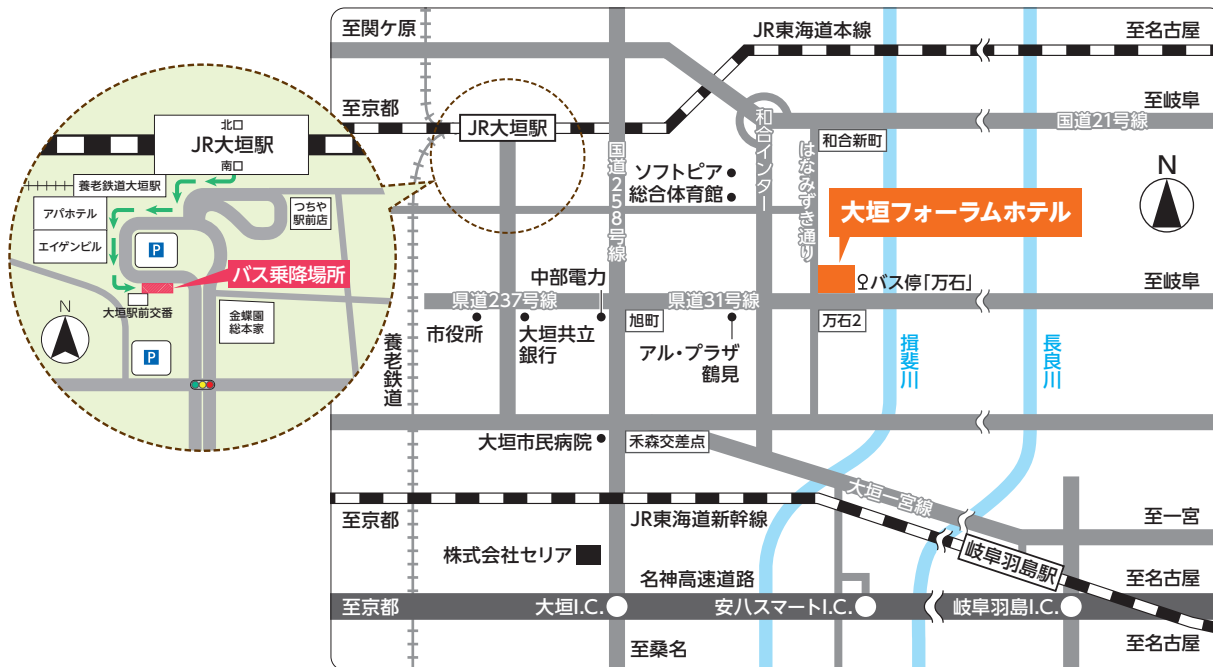 至関ケ原
JR東海道本線
至名古屋
至京都
JR大垣駅
至岐阜
国道21号線
和合インター
和合新町
はなみずき通り
国道258号線
ソフトピア
総合体育館
N
大垣フォーラムホテル
バス停「万石」
至岐阜
中部電力
県道237号線
県道31号線
市役所
大垣共立
銀行
旭町
アル・プラザ
鶴見
万石2
養老鉄道
揖斐川
長良川
大垣市民病院
禾森交差点
大垣一宮線
至京都
JR東海道新幹線
至一宮
岐阜羽島駅
株式会社セリア
名神高速道路
至名古屋
至京都
大垣I.C.
安八スマートI.C.
岐阜羽島I.C.
至桑名
至名古屋
北口
JR大垣駅
南口
養老鉄道大垣駅
アパホテル
エイゲンビル
つちや
駅前店
P
バス乗降場所
大垣駅前交番
金蝶園
総本家
N
P